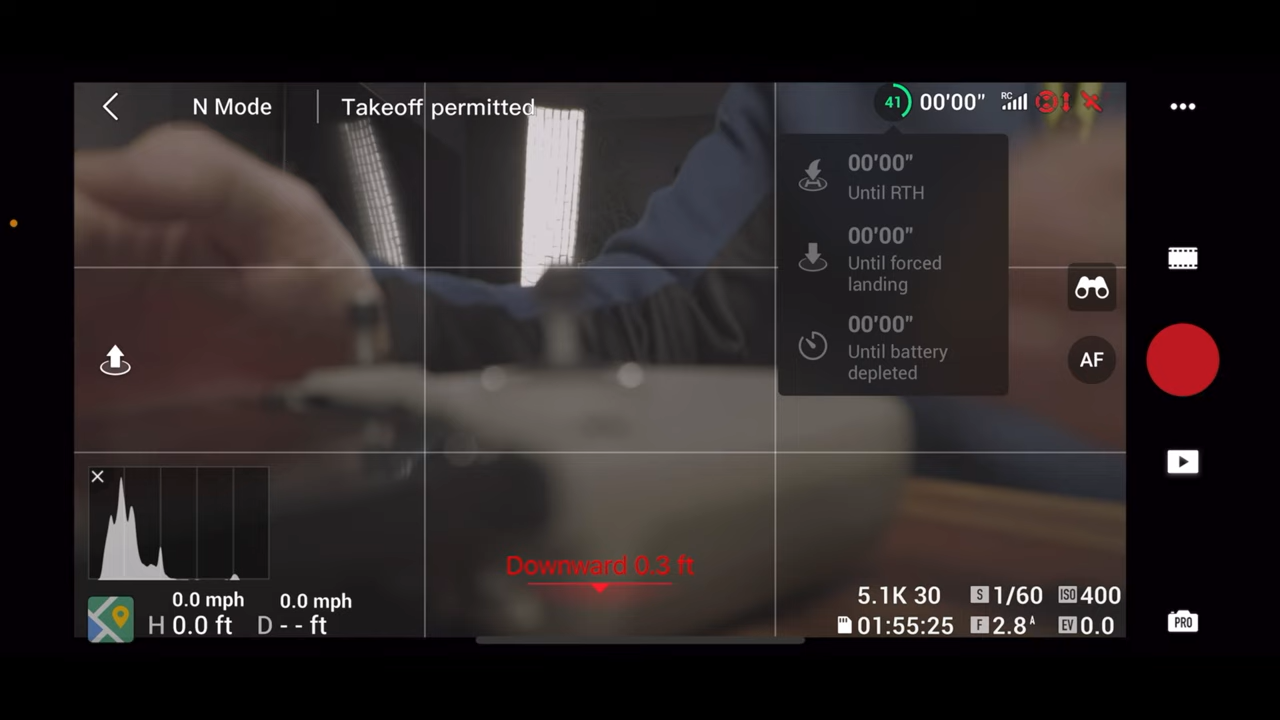 N Mode
Takeoff permitted
41
00'00"
RC
00'00"
Until RTH
00'00"
Until forced
landing
00'00"
Until battery
depleted
AF
Downward 0.3 ft
0.0 mph
0.0 mph
H 0.0 ft
D - - ft
5.1K 30
S 1/60
ISO 400
01:55:25
F 2.8 A
EV 0.0
PRO